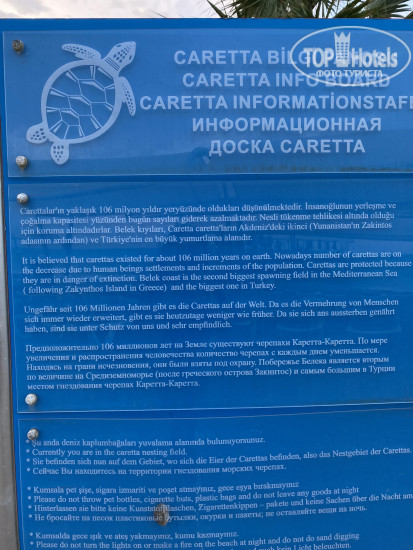 CARETTA BİLG
TopHotels
ФОТО ТУРИСТА
CARETTA INFO BOARD
CARETTA INFORMATİONSTAFE
ИНФОРМАЦИОННАЯ
ДОСКА CARETTA
Carettalar'ın yaklaşık 106 milyon yıldır yeryüzünde oldukları düşünülmektedir. İnsanoğlunun yerleşme ve
çoğalma kapasitesi yüzünden bugün sayıları giderek azalmaktadır. Nesli tükenme tehlikesi altında olduğu
için koruma altındadırlar. Belek kıyıları, Caretta caretta'ların Akdeniz'deki ikinci (Yunanistan'ın Zakintos
adasının ardından) ve Türkiye'nin en büyük yumurtlama alanıdır.
It is believed that carettas existed for about 106 million years on earth. Nowadays number of carettas are on
the decrease due to human beings settlements and increments of the population. Carettas are protected because
they are in danger of extinction. Belek coast is the second biggest spawning field in the Mediterranean Sea
( following Zakynthos Island in Greece) and the biggest one in Turkey.
Ungefähr seit 106 Millionen Jahren gibt es die Carettas auf der Welt. Da es die Vermehrung von Menschen
sich immer wieder erweitert, gibt es sie heutzutage weniger wie früher. Da sie sich ans aussterben genährt
haben, sind sie unter Schutz von uns und sehr empfindlich.
Предположительно 106 миллионов лет на Земле существуют черепахи Каретта-Каретта. По мере
увеличения и распространения человечества количество черепах с каждым днем уменьшается.
Находясь на грани исчезновения, они были взяты под охрану. Побережье Белека является вторым
по величине на Средиземноморье (после греческого острова Закинтос) и самым большим в Турции
местом гнездования черепах Каретта-Каретта.
* Şu anda deniz kaplumbağaları yuvalama alanında bulunuyorsunuz.
* Currently you are in the caretta nesting field.
* Sie befinden sich nun auf dem Gebiet, wo sich die Eier der Carettas befinden, also das Nestgebiet der Carettas.
* Сейчас Вы находитесь на территории гнездования морских черепах.
* Kumsala pet şişe, sigara izmariti ve poşet atmayınız, gece eşya bırakmayınız
* Please do not throw pet bottles, cigarette buts, plastic bags and do not leave any goods at night
* Hinterlassen sie bitte keine Kunststoffflaschen, Zigarettenkippen – pakete und keine Sachen über die Nacht am
* Не бросайте на песок пластиковые бутылки, окурки и пакеты; не оставляйте вещи на ночь.
* Kumsalda gece ışık ve ateş yakmayınız, kumu kazmayınız.
* Please do not turn the lights on or make a fire on the beach at night and do not do sand digging